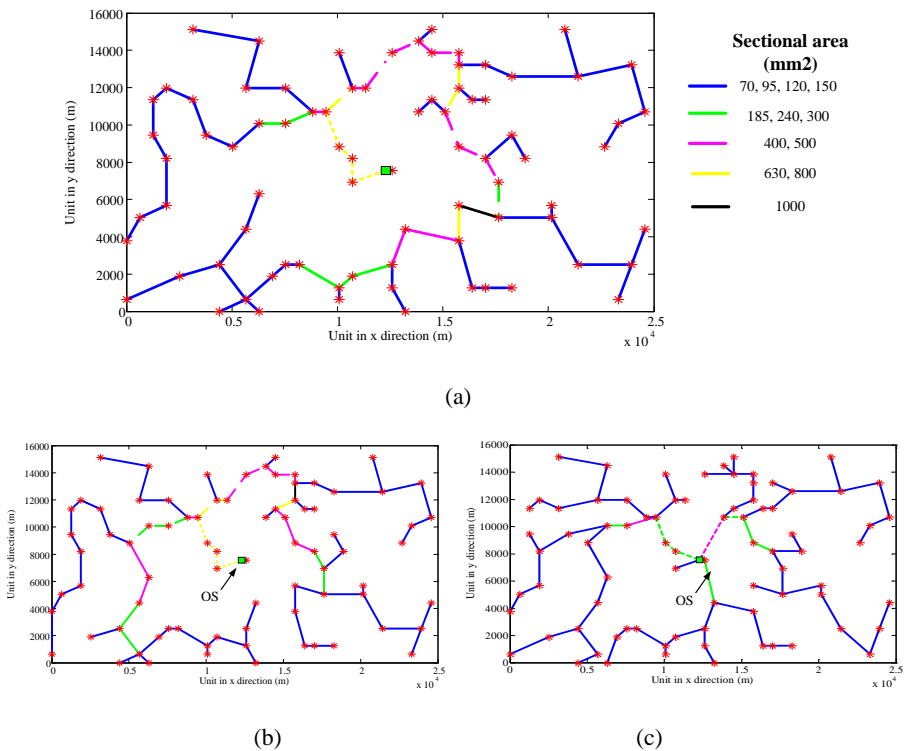 16000
14000
12000
10000
8000
6000
4000
2000
0
Unit in y direction (m)
0 0.5 1 1.5 2 2.5
Unit in x direction (m)
x 10^4
Sectional area
(mm2)
70, 95, 120, 150
185, 240, 300
400, 500
630, 800
1000
(a)
16000
14000
12000
10000
8000
6000
4000
2000
0
Unit in y direction (m)
OS
0 0.5 1 1.5 2 2.5
Unit in x direction (m)
x 10^4
(b)
16000
14000
12000
10000
8000
6000
4000
2000
0
Unit in y direction (m)
OS
0 0.5 1 1.5 2 2.5
Unit in x direction (m)
x 10^4
(c)